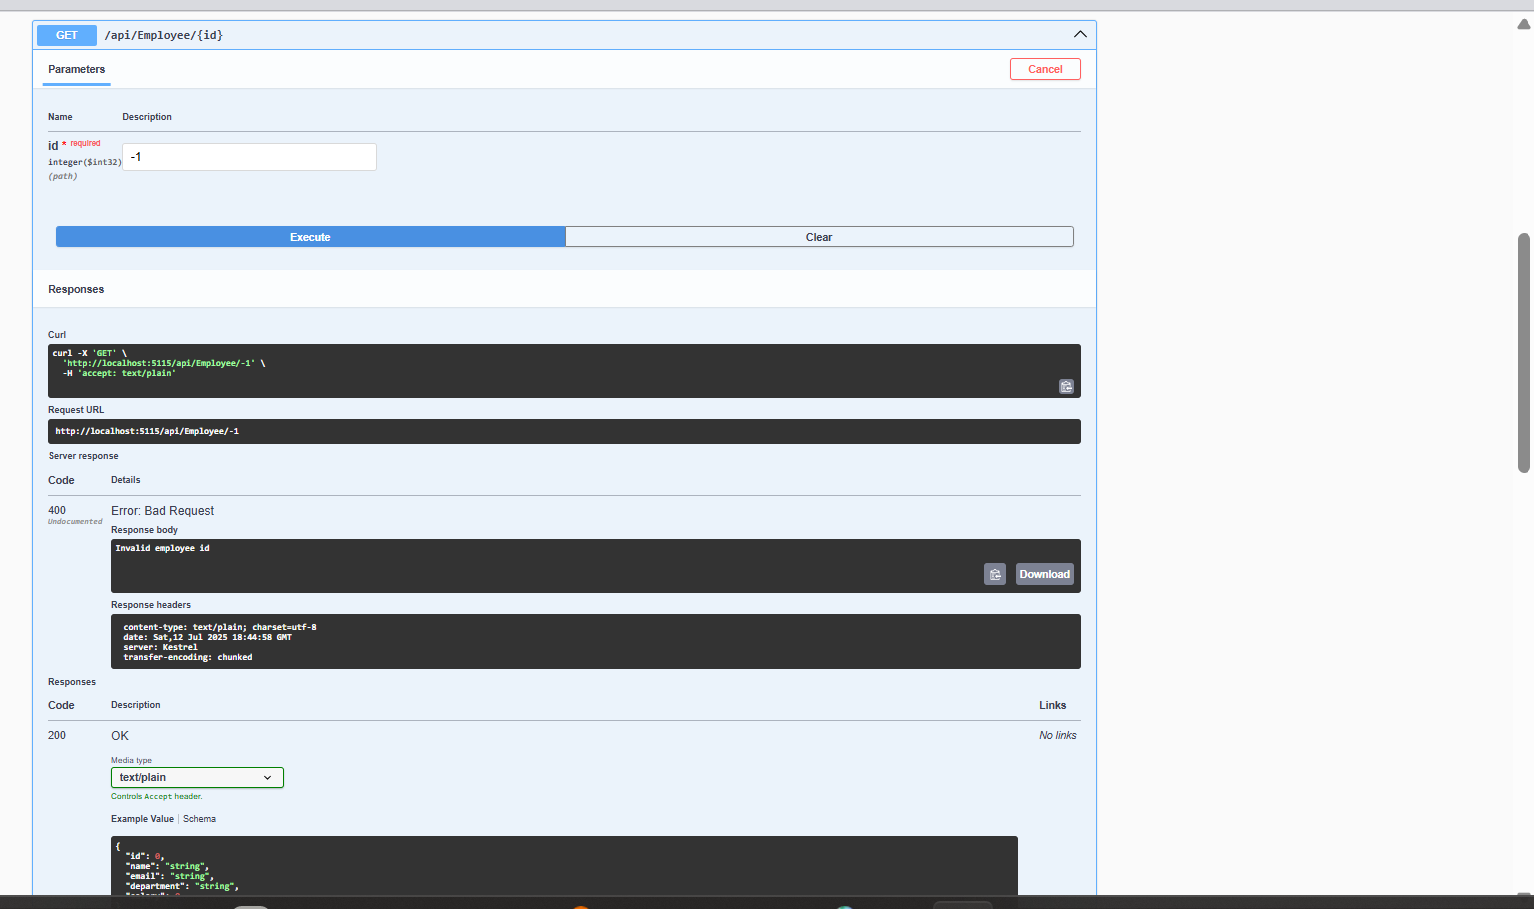 GET /api/Employee/{id}
Parameters
Cancel
Name Description
id * required
integer($int32)
(path)
-1
Execute
Clear
Responses
Curl
curl -X 'GET' \
'http://localhost:5115/api/Employee/-1' \
-H 'accept: text/plain'
Request URL
http://localhost:5115/api/Employee/-1
Server response
Code Details
400
Undocumented
Error: Bad Request
Response body
Invalid employee id
Download
Response headers
content-type: text/plain; charset=utf-8
date: Sat,12 Jul 2025 18:44:58 GMT
server: Kestrel
transfer-encoding: chunked
Responses
Code Description Links
200 OK No links
Media type
text/plain
Controls Accept header.
Example Value | Schema
{
"id": 0,
"name": "string",
"email": "string",
"department": "string",